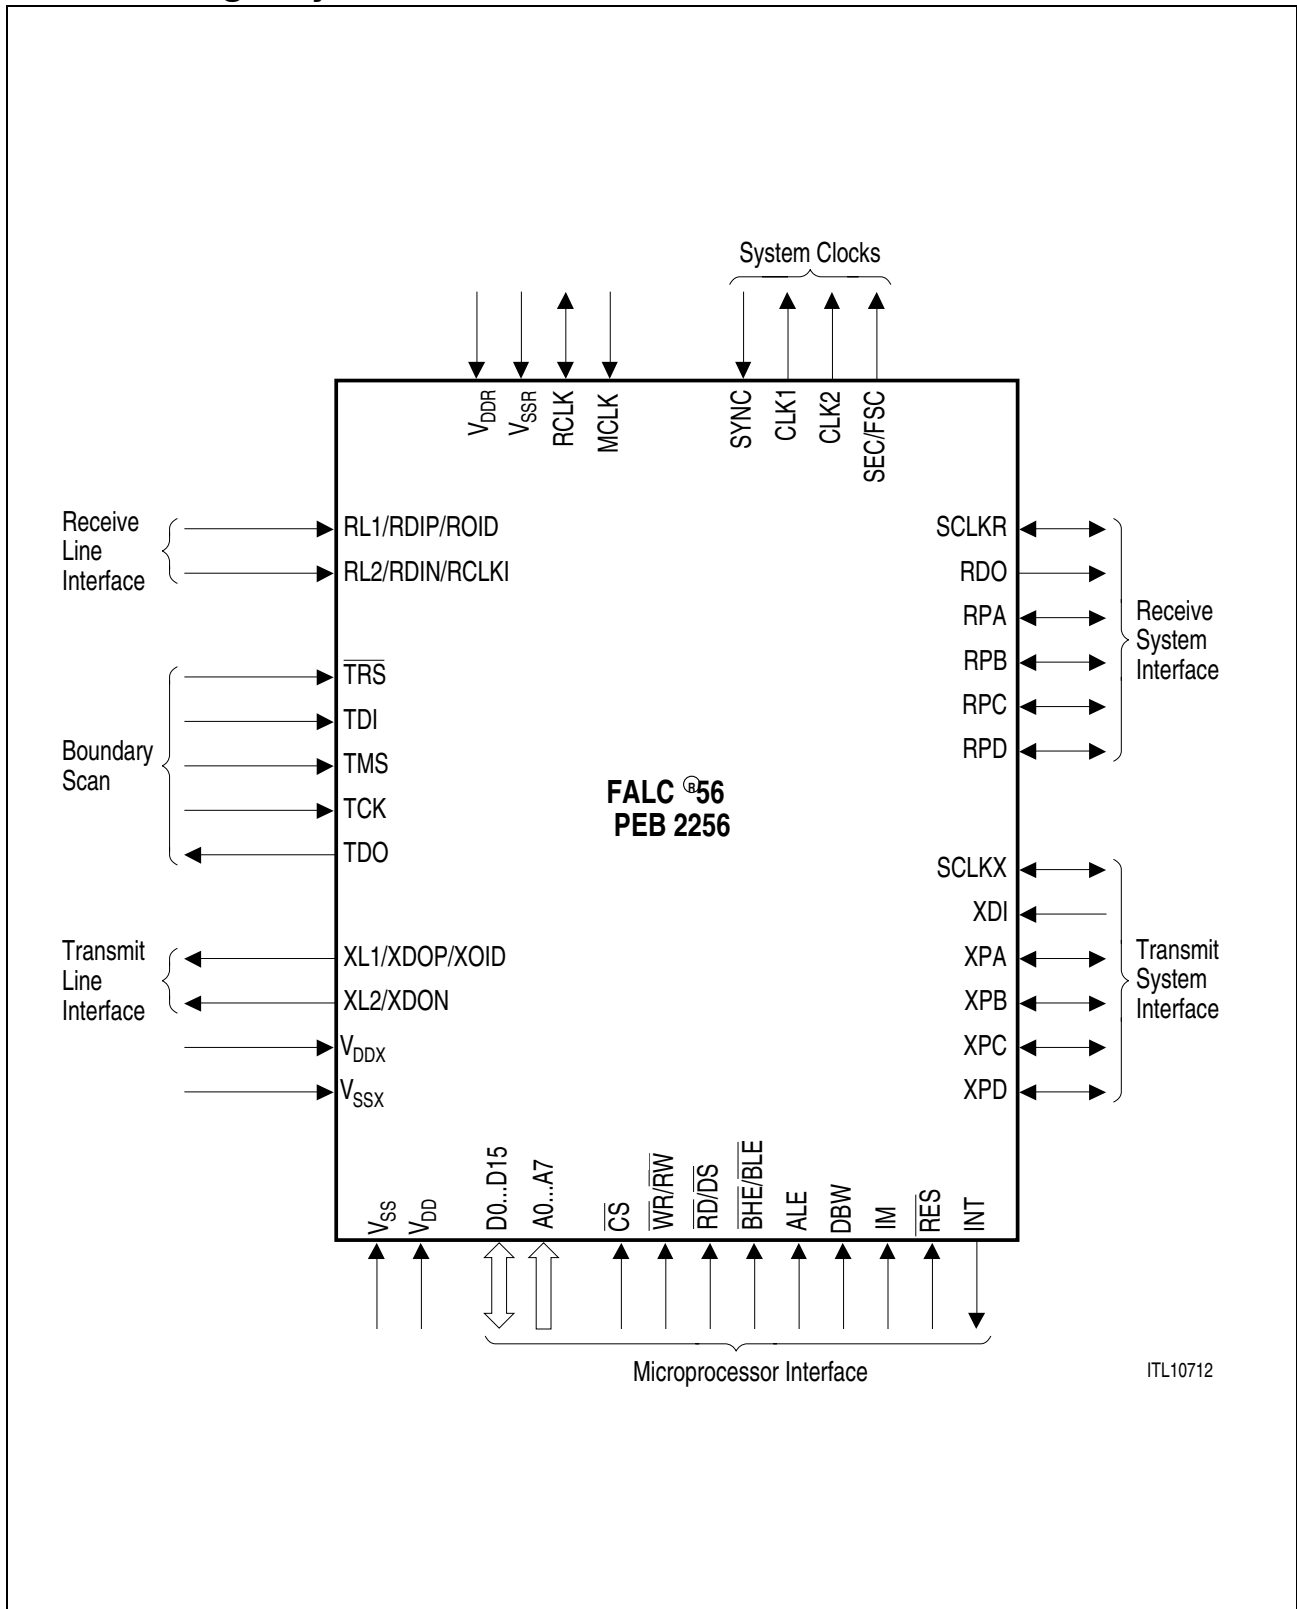 System Clocks
VDDR
VSSR
RCLK
MCLK
SYNC
CLK1
CLK2
SEC/FSC
Receive
Line
Interface
RL1/RDIP/ROID
RL2/RDIN/RCLKI
Boundary
Scan
TRS
TDI
TMS
TCK
TDO
Transmit
Line
Interface
XL1/XDOP/XOID
XL2/XDON
VDDX
VSSX
FALC ®56
PEB 2256
SCLKR
RDO
RPA
RPB
RPC
RPD
Receive
System
Interface
SCLKX
XDI
XPA
XPB
XPC
XPD
Transmit
System
Interface
VSS
VDD
D0...D15
A0...A7
CS
WR/RW
RD/DS
BHE/BLE
ALE
DBW
IM
RES
INT
Microprocessor Interface
ITL10712